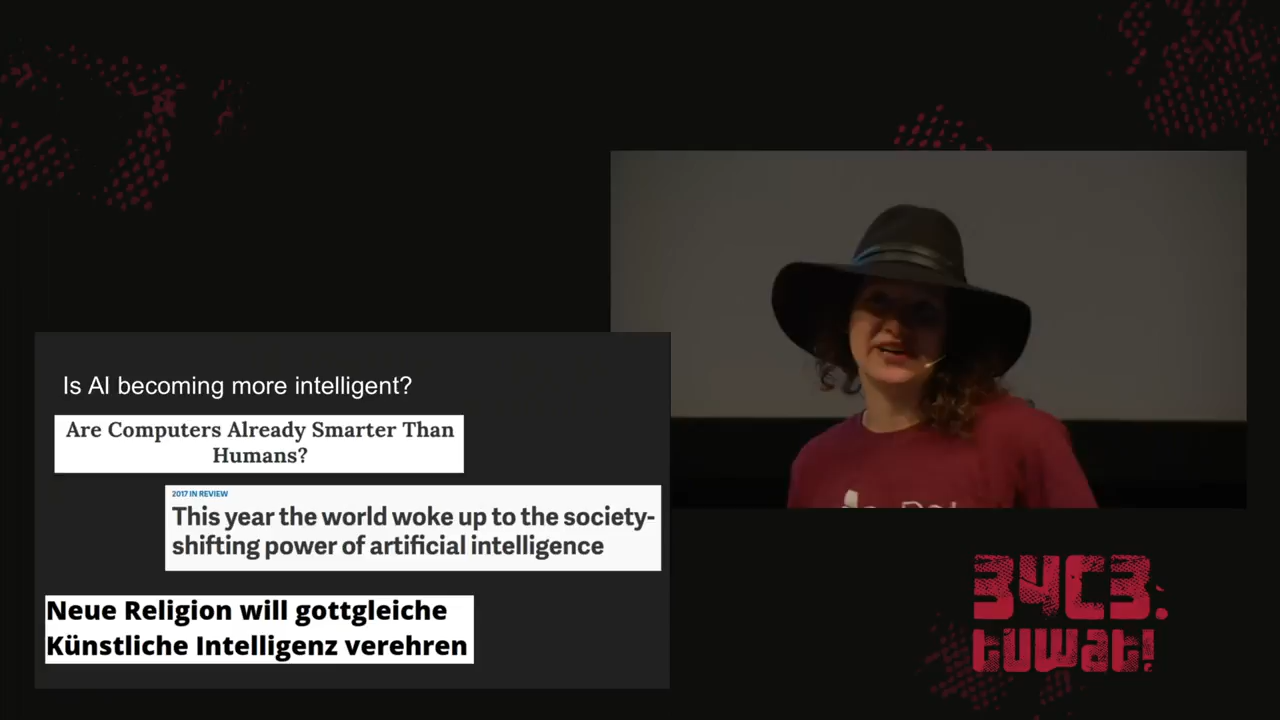 Is AI becoming more intelligent?
Are Computers Already Smarter Than
Humans?
2017 IN REVIEW
This year the world woke up to the society-
shifting power of artificial intelligence
Neue Religion will gottgleiche
Künstliche Intelligenz verehren
34C3.
tuwat!